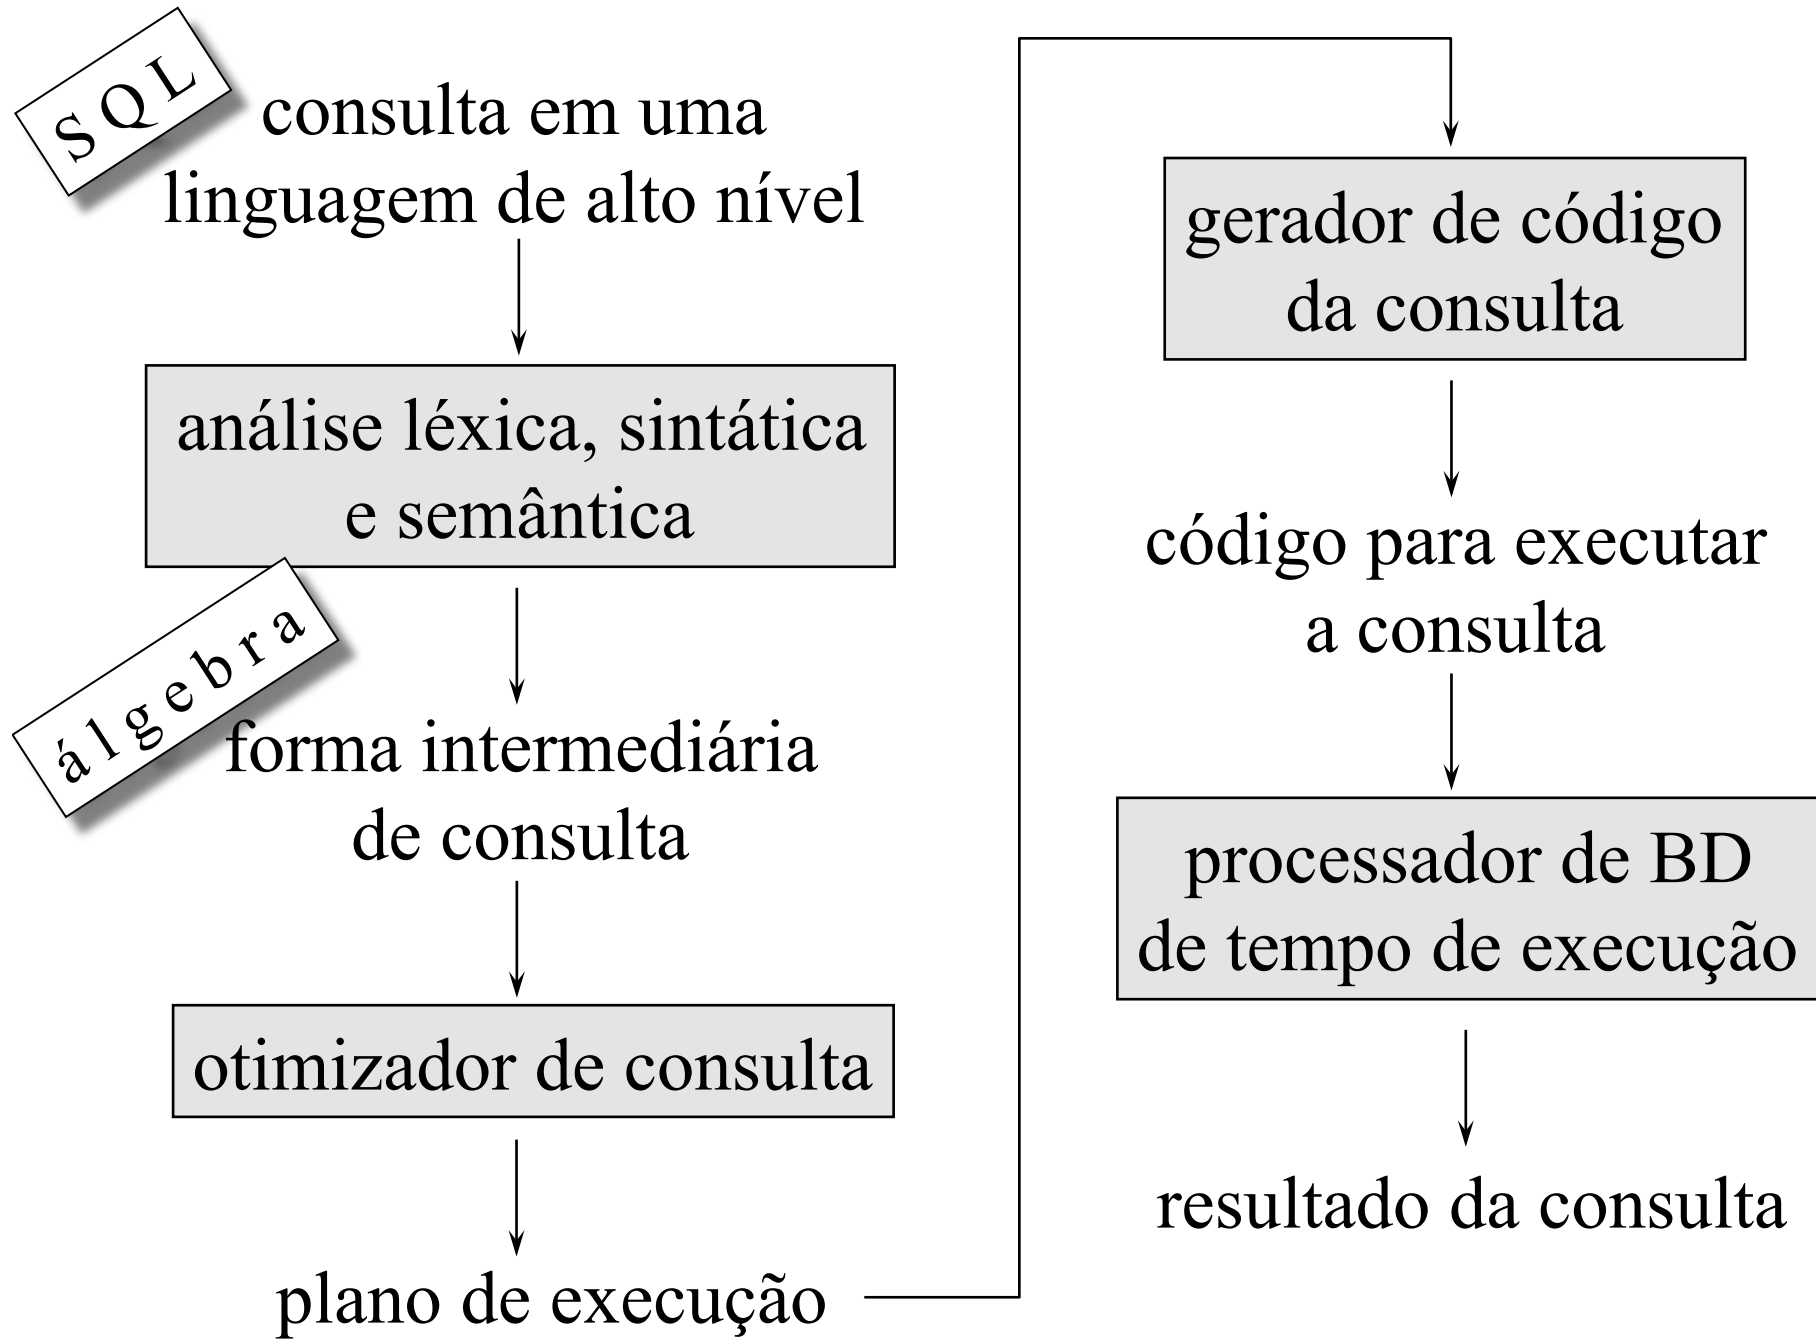 S Q L
consulta em uma
linguagem de alto nível
análise léxica, sintática
e semântica
á l g e b r a
forma intermediária
de consulta
otimizador de consulta
plano de execução
gerador de código
da consulta
código para executar
a consulta
processador de BD
de tempo de execução
resultado da consulta